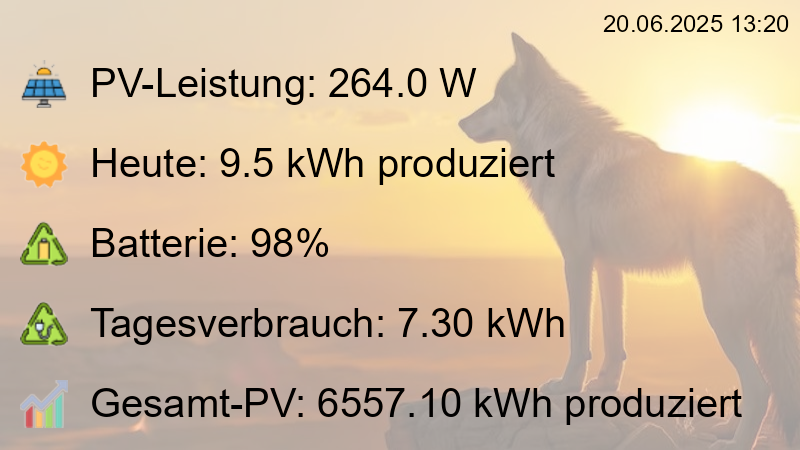 20.06.2025 13:20
PV-Leistung: 264.0 W
Heute: 9.5 kWh produziert
Batterie: 98%
Tagesverbrauch: 7.30 kWh
Gesamt-PV: 6557.10 kWh produziert